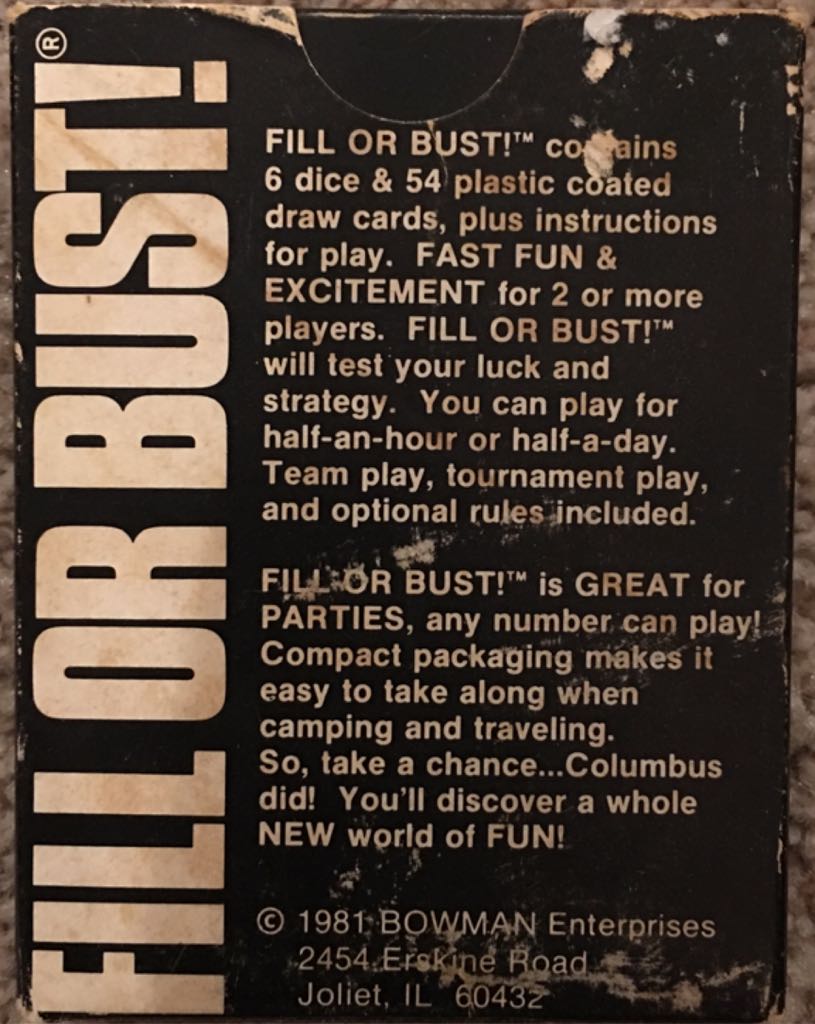 FILL OR BUST!®
FILL OR BUST!™ contains
6 dice & 54 plastic coated
draw cards, plus instructions
for play. FAST FUN &
EXCITEMENT for 2 or more
players. FILL OR BUST!™
will test your luck and
strategy. You can play for
half-an-hour or half-a-day.
Team play, tournament play,
and optional rules included.
FILL OR BUST!™ is GREAT for
PARTIES, any number can play!
Compact packaging makes it
easy to take along when
camping and traveling.
So, take a chance...Columbus
did! You'll discover a whole
NEW world of FUN!
© 1981 BOWMAN Enterprises
2454 Erskine Road
Joliet, IL 60432